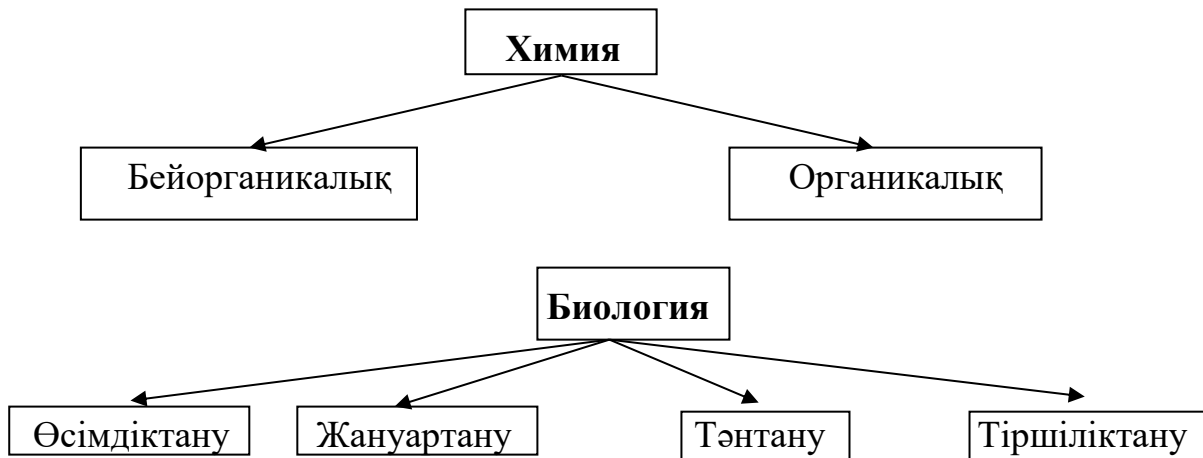 Химия
Бейорганикалық
Органикалық
Биология
Өсімдіктану
Жануартану
Тәнтану
Тіршіліктану